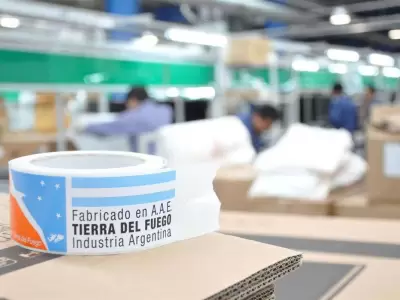 Fabricado en A.A.E
TIERRA DEL FUEGO
Industria Argentina